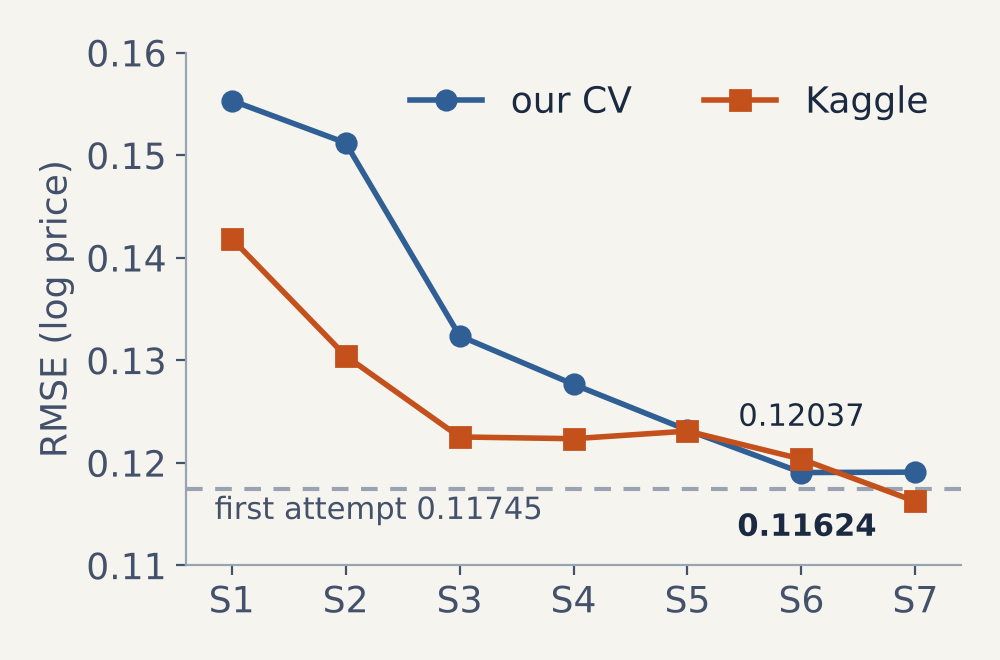 0.16
our CV
Kaggle
0.15
0.14
0.13
0.12
0.11
RMSE (log price)
0.12037
first attempt 0.11745
0.11624
S1 S2 S3 S4 S5 S6 S7